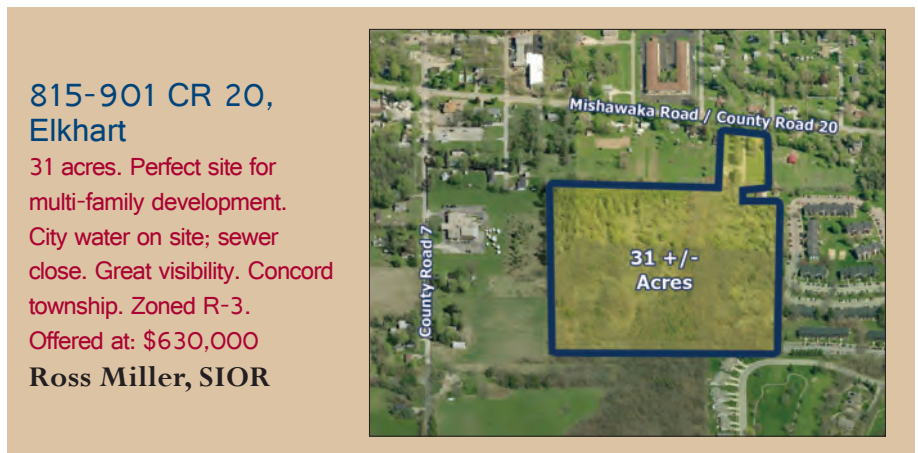 815-901 CR 20,
Elkhart
31 acres. Perfect site for
multi-family development.
City water on site; sewer
close. Great visibility. Concord
township. Zoned R-3.
Offered at: $630,000
Ross Miller, SIOR
Mishawaka Road / County Road 20
County Road 7
31 +/-
Acres